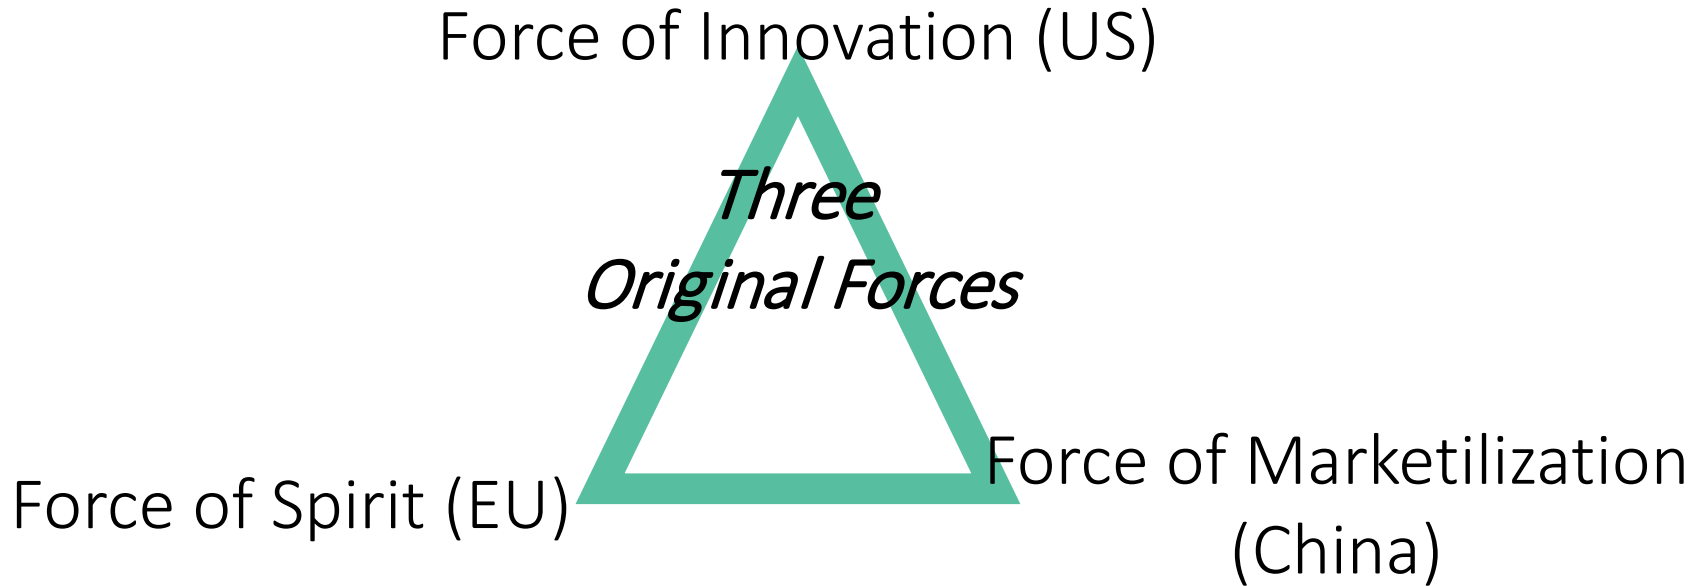 Force of Innovation (US)
Three
Original Forces
Force of Spirit (EU)
Force of Marketilization
(China)